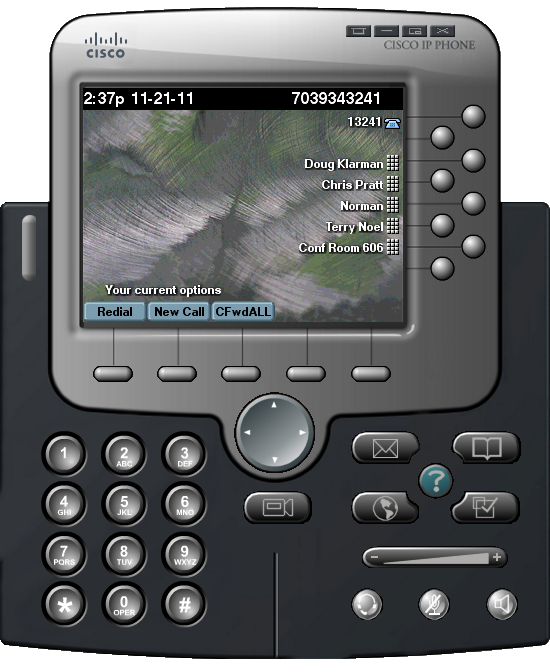 CISCO
CISCO IP PHONE
2:37p 11-21-11 7039343241
13241
Doug Klarman
Chris Pratt
Norman
Terry Noel
Conf Room 606
Your current options
Redial New Call CFwdALL
1 2 ABC 3 DEF
4 GHI 5 JKL 6 MNO
?
7 PQRS 8 TUV 9 WXYZ
- +
* 0 OPER #